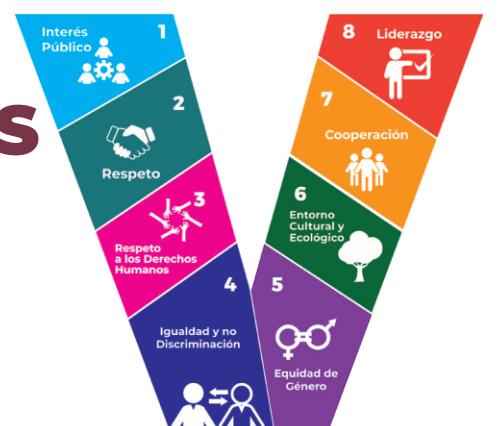 s
1
Interés
Público
2
Respeto
3
Respeto
a los Derechos
Humanos
4
Igualdad y no
Discriminación
5
Equidad de
Género
6
Entorno
Cultural y
Ecológico
7
Cooperación
8
Liderazgo